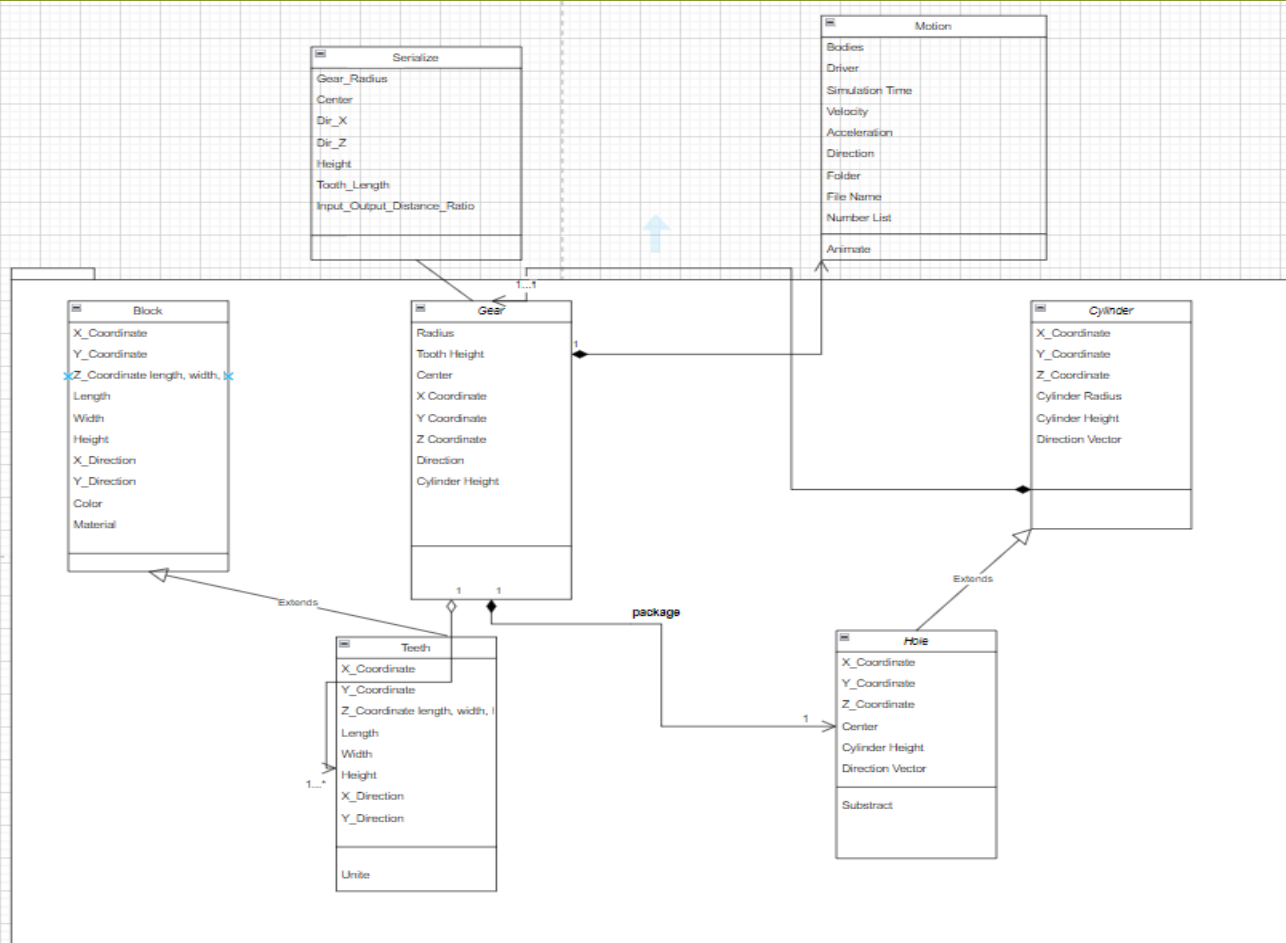 Serialize
Gear_Radius
Center
Dir_X
Dir_Z
Height
Tooth_Length
Input_Output_Distance_Ratio
Motion
Bodies
Driver
Simulation Time
Velocity
Acceleration
Direction
Folder
File Name
Number List
Animate
1...1
Block
X_Coordinate
Y_Coordinate
Z_Coordinate length, width,
Length
Width
Height
X_Direction
Y_Direction
Color
Material
Gear
Radius
Tooth Height
Center
X Coordinate
Y Coordinate
Z Coordinate
Direction
Cylinder Height
1
Cylinder
X_Coordinate
Y_Coordinate
Z_Coordinate
Cylinder Radius
Cylinder Height
Direction Vector
Extends
1
1
package
Extends
Teeth
X_Coordinate
Y_Coordinate
Z_Coordinate length, width,
Length
Width
Height
X_Direction
Y_Direction
Unite
1...*
1
Hole
X_Coordinate
Y_Coordinate
Z_Coordinate
Center
Cylinder Height
Direction Vector
Substract